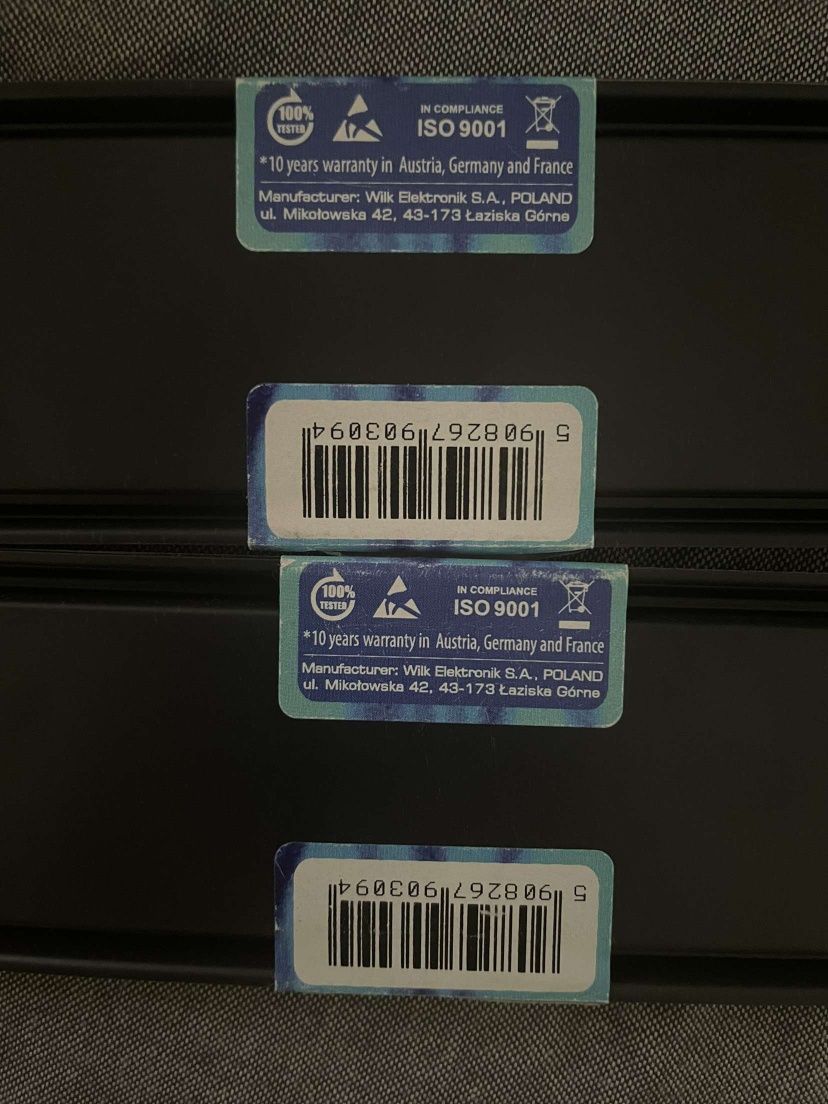 100%
TESTED
IN COMPLIANCE
ISO 9001
*10 years warranty in Austria, Germany and France
Manufacturer: Wilk Elektronik S.A., POLAND
ul. Mikołowska 42, 43-173 Łaziska Górne
5 908267 903094
100%
TESTED
IN COMPLIANCE
ISO 9001
*10 years warranty in Austria, Germany and France
Manufacturer: Wilk Elektronik S.A., POLAND
ul. Mikołowska 42, 43-173 Łaziska Górne
5 908267 903094